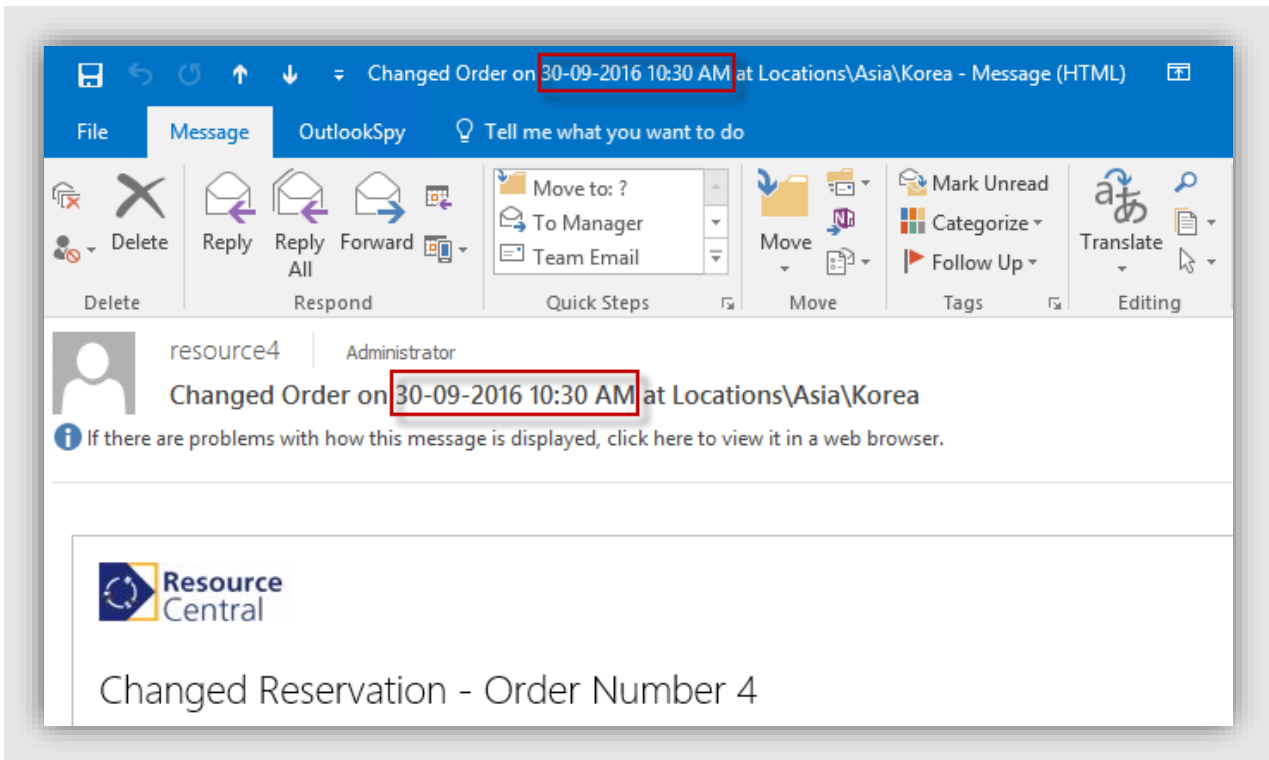 Changed Order on 30-09-2016 10:30 AM at Locations\Asia\Korea - Message (HTML)
File Message OutlookSpy Tell me what you want to do
Delete
Reply
Reply All
Forward
Move to: ?
To Manager
Team Email
Move
Mark Unread
Categorize
Follow Up
Translate
Delete Respond Quick Steps Move Tags Editing
resource4 Administrator
Changed Order on 30-09-2016 10:30 AM at Locations\Asia\Korea
If there are problems with how this message is displayed, click here to view it in a web browser.
Resource
Central
Changed Reservation - Order Number 4